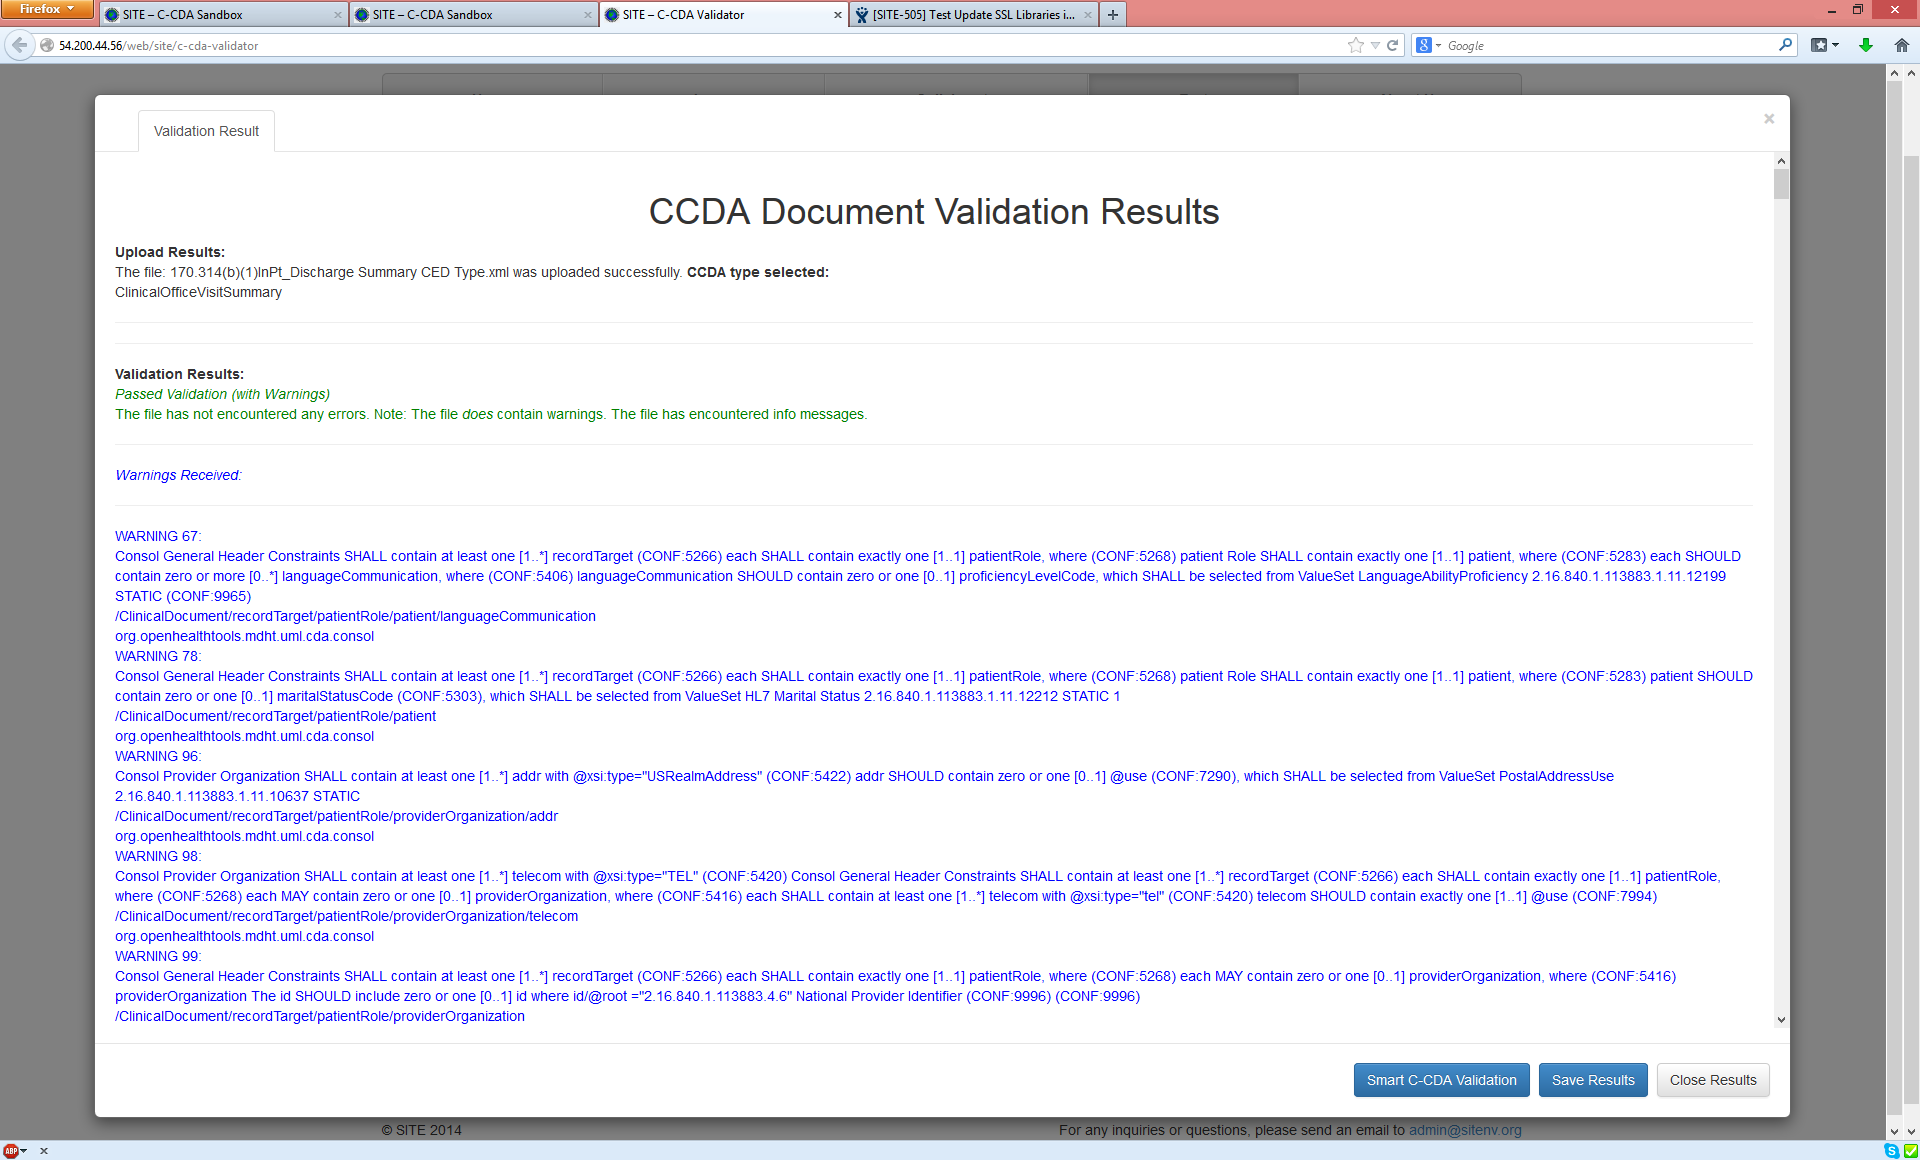 Firefox
SITE – C-CDA Sandbox
SITE – C-CDA Sandbox
SITE – C-CDA Validator
[SITE-505] Test Update SSL Libraries i...
54.200.44.56/web/site/c-cda-validator
Google
Validation Result
CCDA Document Validation Results
Upload Results:
The file: 170.314(b)(1)InPt_Discharge Summary CED Type.xml was uploaded successfully. CCDA type selected:
ClinicalOfficeVisitSummary
Validation Results:
Passed Validation (with Warnings)
The file has not encountered any errors. Note: The file does contain warnings. The file has encountered info messages.
Warnings Received:
WARNING 67:
Consol General Header Constraints SHALL contain at least one [1..*] recordTarget (CONF:5266) each SHALL contain exactly one [1..1] patientRole, where (CONF:5268) patient Role SHALL contain exactly one [1..1] patient, where (CONF:5283) each SHOULD
contain zero or more [0..*] languageCommunication, where (CONF:5406) languageCommunication SHOULD contain zero or one [0..1] proficiencyLevelCode, which SHALL be selected from ValueSet LanguageAbilityProficiency 2.16.840.1.113883.1.11.12199
STATIC (CONF:9965)
/ClinicalDocument/recordTarget/patientRole/patient/languageCommunication
org.openhealthtools.mdht.uml.cda.consol
WARNING 78:
Consol General Header Constraints SHALL contain at least one [1..*] recordTarget (CONF:5266) each SHALL contain exactly one [1..1] patientRole, where (CONF:5268) patient Role SHALL contain exactly one [1..1] patient, where (CONF:5283) patient SHOULD
contain zero or one [0..1] maritalStatusCode (CONF:5303), which SHALL be selected from ValueSet HL7 Marital Status 2.16.840.1.113883.1.11.12212 STATIC 1
/ClinicalDocument/recordTarget/patientRole/patient
org.openhealthtools.mdht.uml.cda.consol
WARNING 96:
Consol Provider Organization SHALL contain at least one [1..*] addr with @xsi:type="USRealmAddress" (CONF:5422) addr SHOULD contain zero or one [0..1] @use (CONF:7290), which SHALL be selected from ValueSet PostalAddressUse
2.16.840.1.113883.1.11.10637 STATIC
/ClinicalDocument/recordTarget/patientRole/providerOrganization/addr
org.openhealthtools.mdht.uml.cda.consol
WARNING 98:
Consol Provider Organization SHALL contain at least one [1..*] telecom with @xsi:type="TEL" (CONF:5420) Consol General Header Constraints SHALL contain at least one [1..*] recordTarget (CONF:5266) each SHALL contain exactly one [1..1] patientRole,
where (CONF:5268) each MAY contain zero or one [0..1] providerOrganization, where (CONF:5416) each SHALL contain at least one [1..*] telecom with @xsi:type="tel" (CONF:5420) telecom SHOULD contain exactly one [1..1] @use (CONF:7994)
/ClinicalDocument/recordTarget/patientRole/providerOrganization/telecom
org.openhealthtools.mdht.uml.cda.consol
WARNING 99:
Consol General Header Constraints SHALL contain at least one [1..*] recordTarget (CONF:5266) each SHALL contain exactly one [1..1] patientRole, where (CONF:5268) each MAY contain zero or one [0..1] providerOrganization, where (CONF:5416)
providerOrganization The id SHOULD include zero or one [0..1] id where id/@root ="2.16.840.1.113883.4.6" National Provider Identifier (CONF:9996) (CONF:9996)
/ClinicalDocument/recordTarget/patientRole/providerOrganization
Smart C-CDA Validation
Save Results
Close Results
© SITE 2014
For any inquiries or questions, please send an email to admin@sitenv.org
ABP